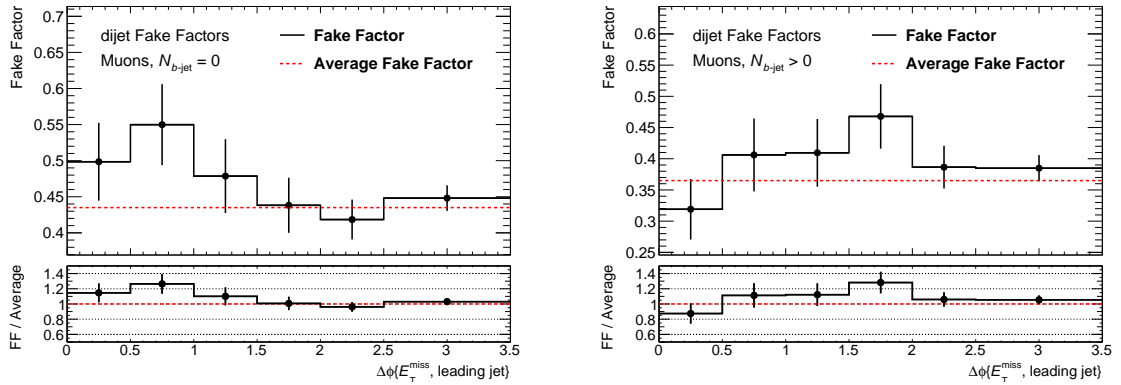 Fake Factor
0.7
0.65
0.6
0.55
0.5
0.45
0.4
dijet Fake Factors
Muons, N_b-jet = 0
Fake Factor
Average Fake Factor
FF / Average
1.4
1.2
1
0.8
0.6
0 0.5 1 1.5 2 2.5 3 3.5
Δϕ{E_T^miss, leading jet}
Fake Factor
0.6
0.55
0.5
0.45
0.4
0.35
0.3
0.25
dijet Fake Factors
Muons, N_b-jet > 0
Fake Factor
Average Fake Factor
FF / Average
1.4
1.2
1
0.8
0.6
0 0.5 1 1.5 2 2.5 3 3.5
Δϕ{E_T^miss, leading jet}